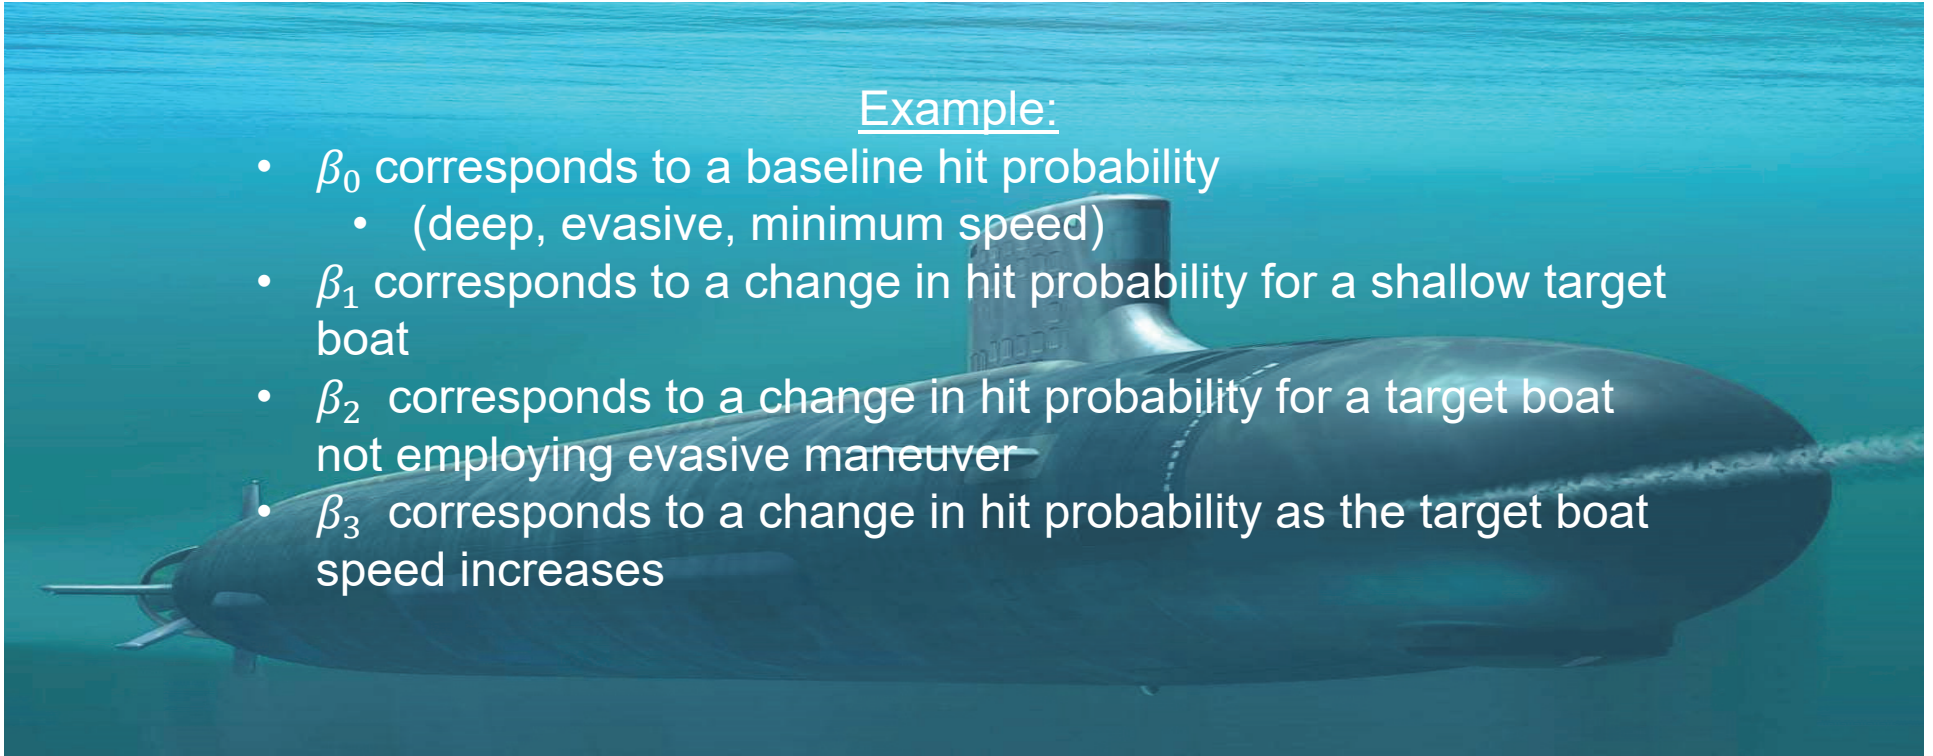 Example:
• β₀ corresponds to a baseline hit probability
• (deep, evasive, minimum speed)
• β₁ corresponds to a change in hit probability for a shallow target
boat
• β₂ corresponds to a change in hit probability for a target boat
not employing evasive maneuver
• β₃ corresponds to a change in hit probability as the target boat
speed increases